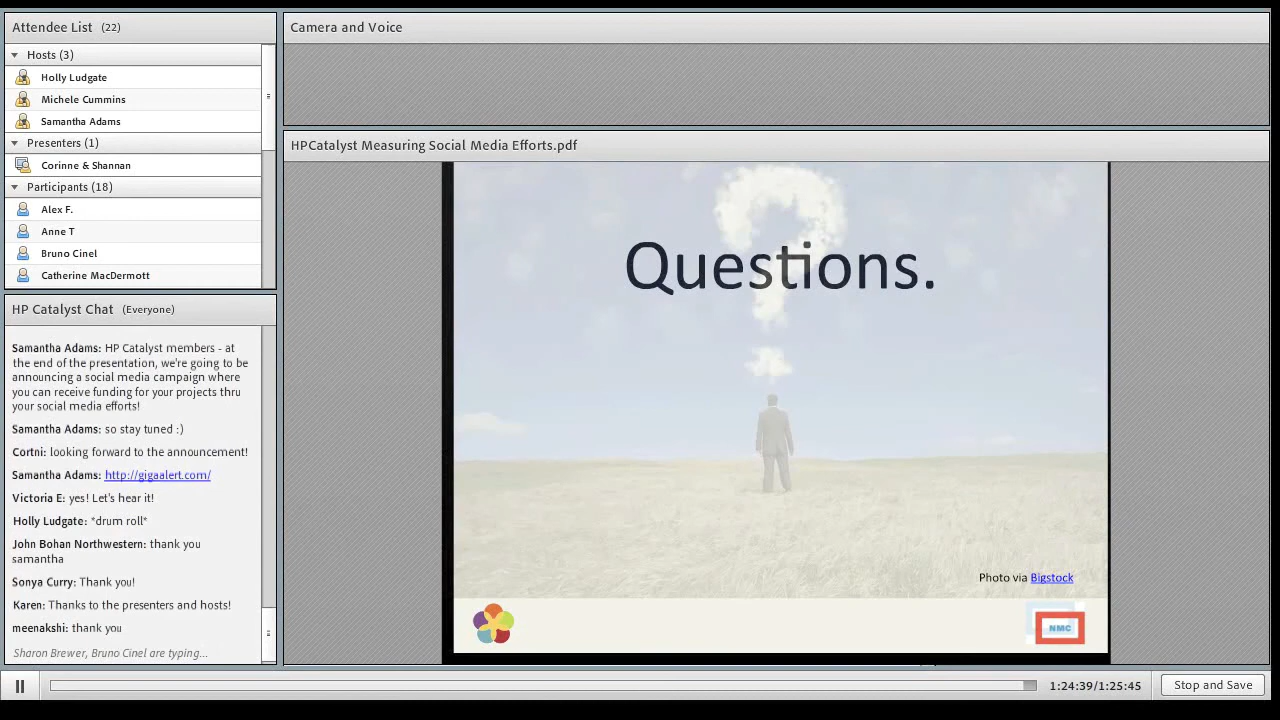 Attendee List (22)
Hosts (3)
Holly Ludgate
Michele Cummins
Samantha Adams
Presenters (1)
Corinne & Shannan
Participants (18)
Alex F.
Anne T
Bruno Cinel
Catherine MacDermott
HP Catalyst Chat (Everyone)
Samantha Adams: HP Catalyst members - at
the end of the presentation, we're going to be
announcing a social media campaign where
you can receive funding for your projects thru
your social media efforts!
Samantha Adams: so stay tuned :)
Cortni: looking forward to the announcement!
Samantha Adams: http://gigaalert.com/
Victoria E: yes! Let's hear it!
Holly Ludgate: *drum roll*
John Bohan Northwestern: thank you
samantha
Sonya Curry: Thank you!
Karen: Thanks to the presenters and hosts!
meenakshi: thank you
Sharon Brewer, Bruno Cinel are typing...
Camera and Voice
HPCatalyst Measuring Social Media Efforts.pdf
Questions.
Photo via Bigstock
NMC
1:24:39/1:25:45
Stop and Save